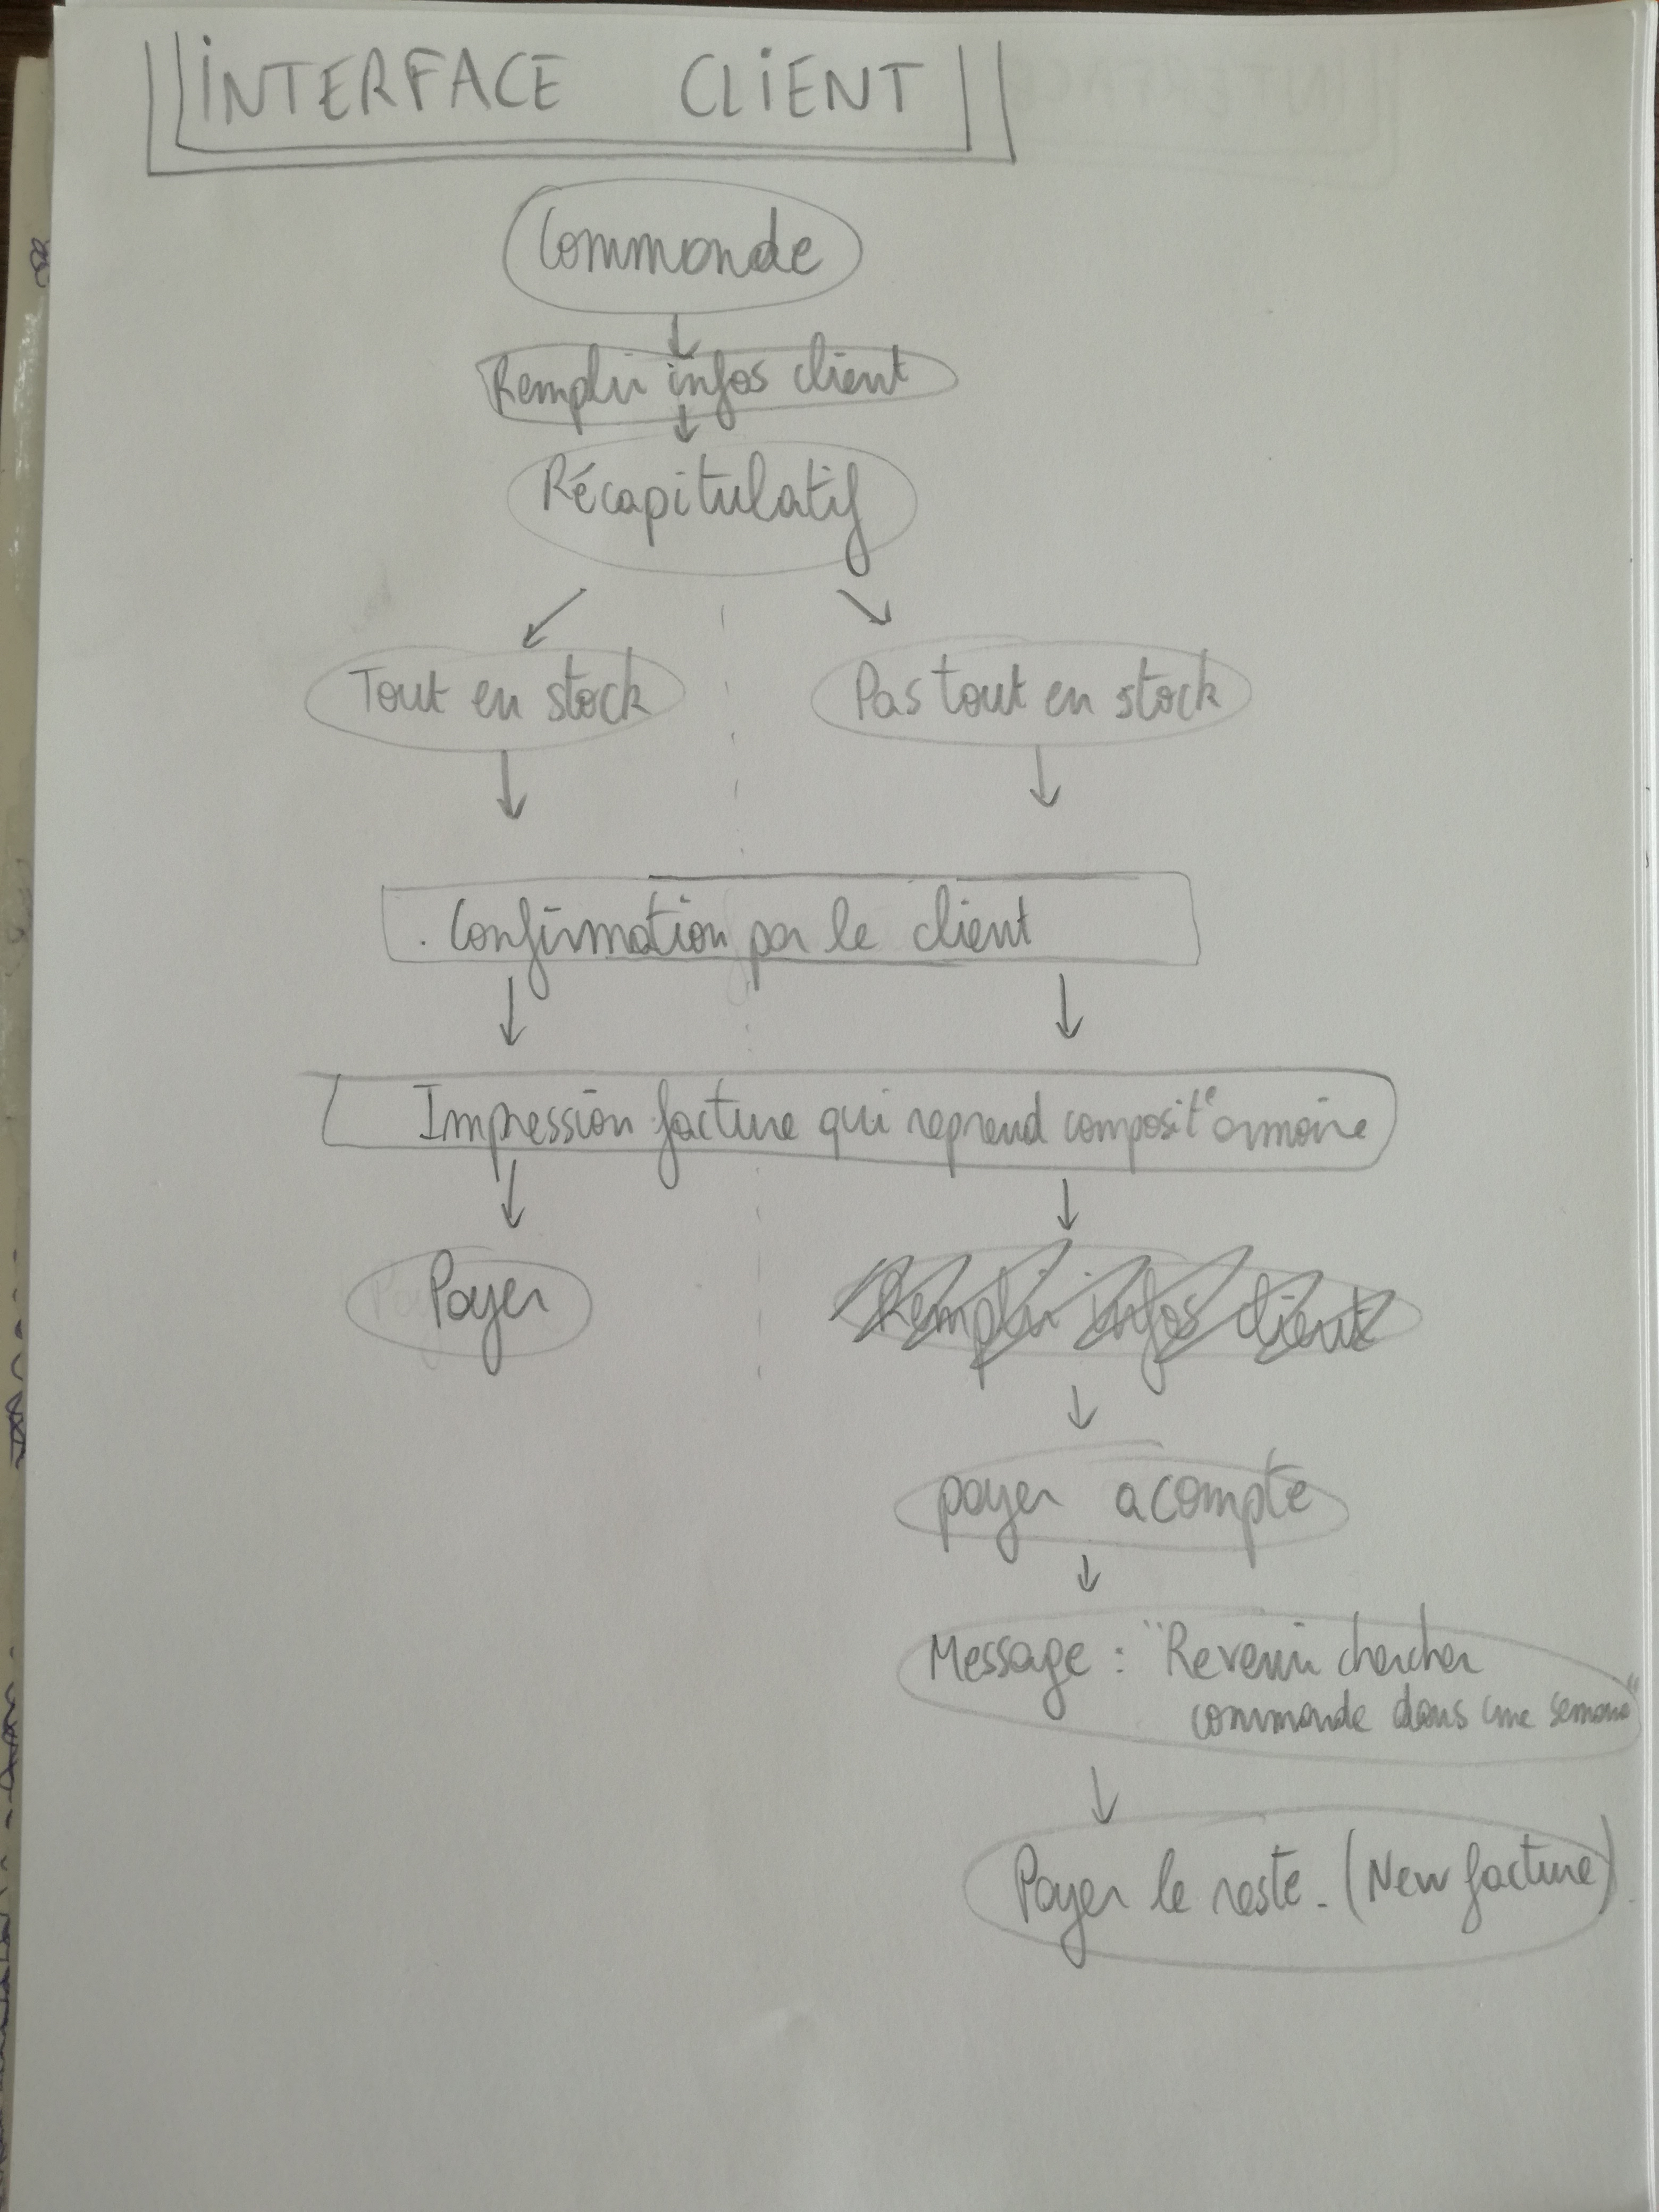 INTERFACE CLIENT
Commande
Remplir infos client
Récapitulatif
Tout en stock
Pas tout en stock
. Confirmation par le client
Impression facture qui reprend composit° armoire
Payer
Remplir infos client
payer acompte
Message : "Revenir chercher
commande dans une semaine"
Payer le reste. (New facture)